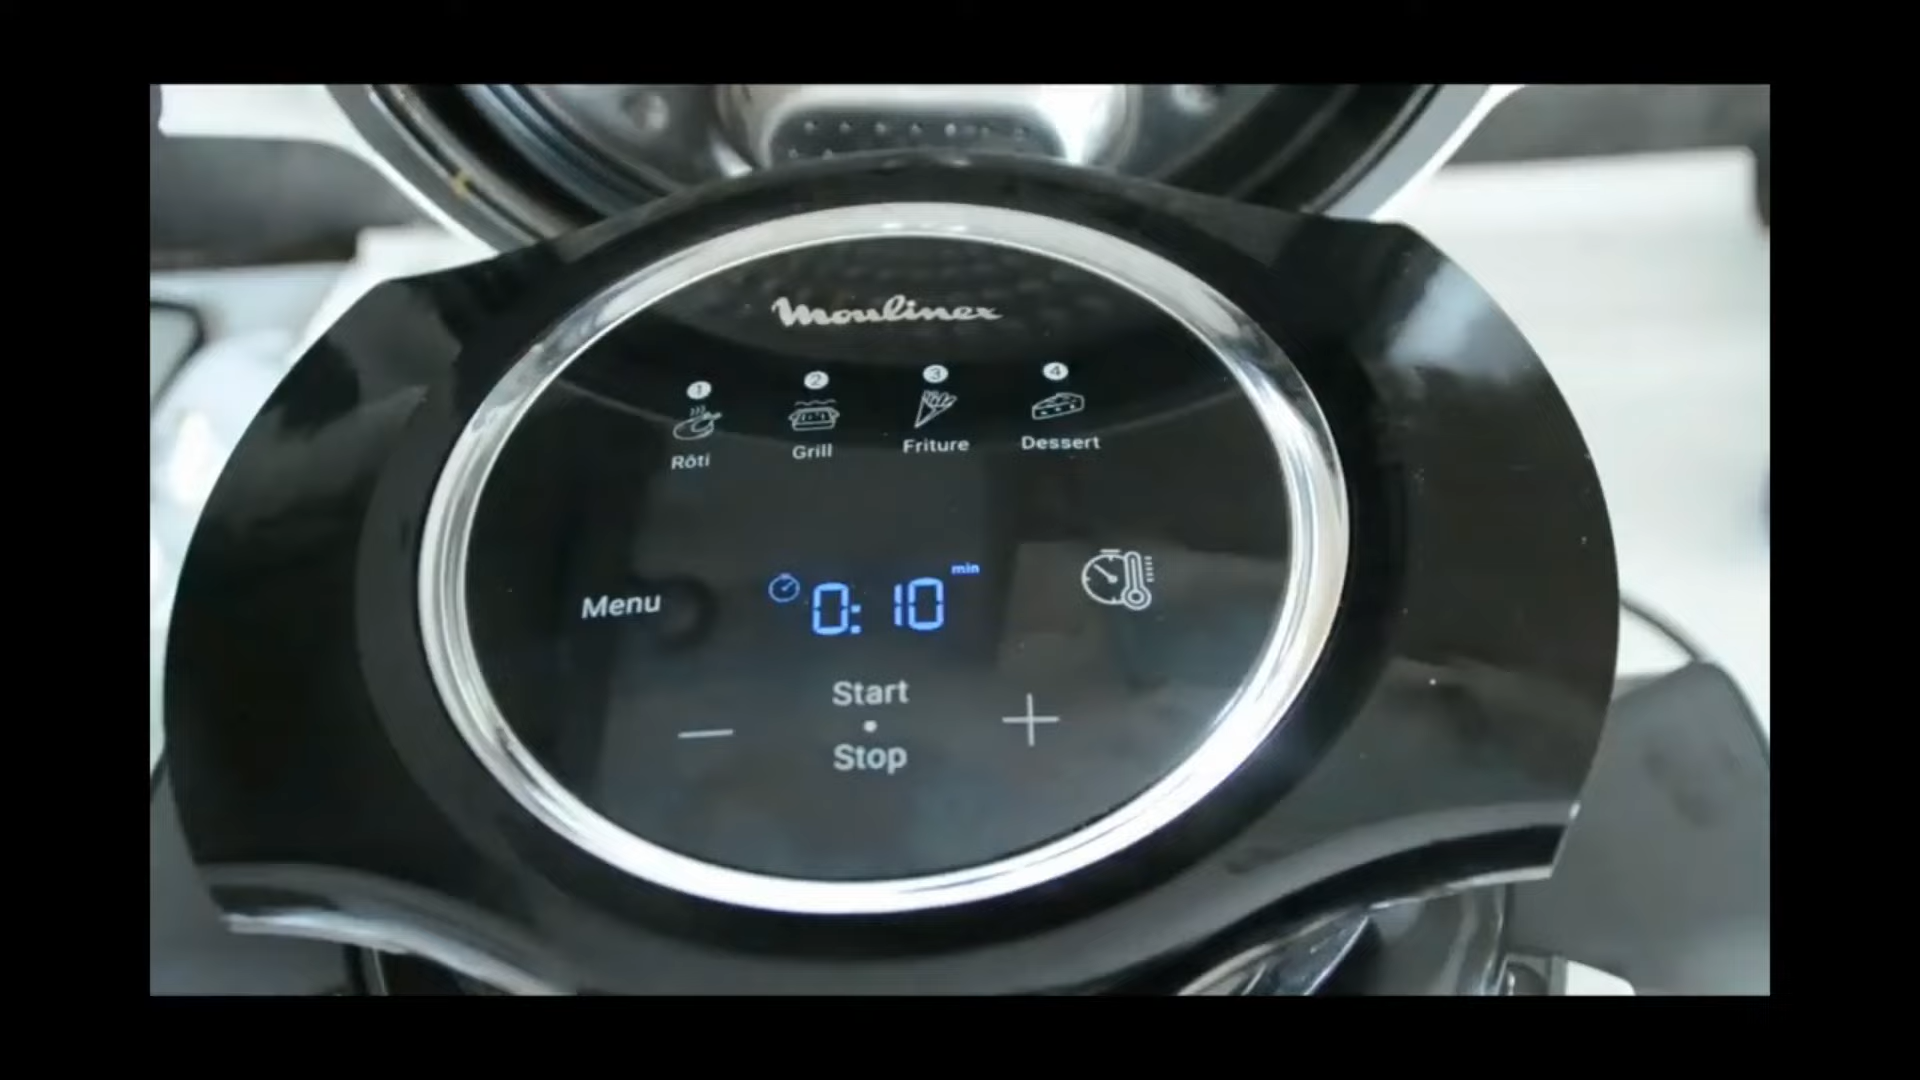 Moulinex
1 2 3 4
Rôti Grill Friture Dessert
Menu 0:10 min
Start
Stop